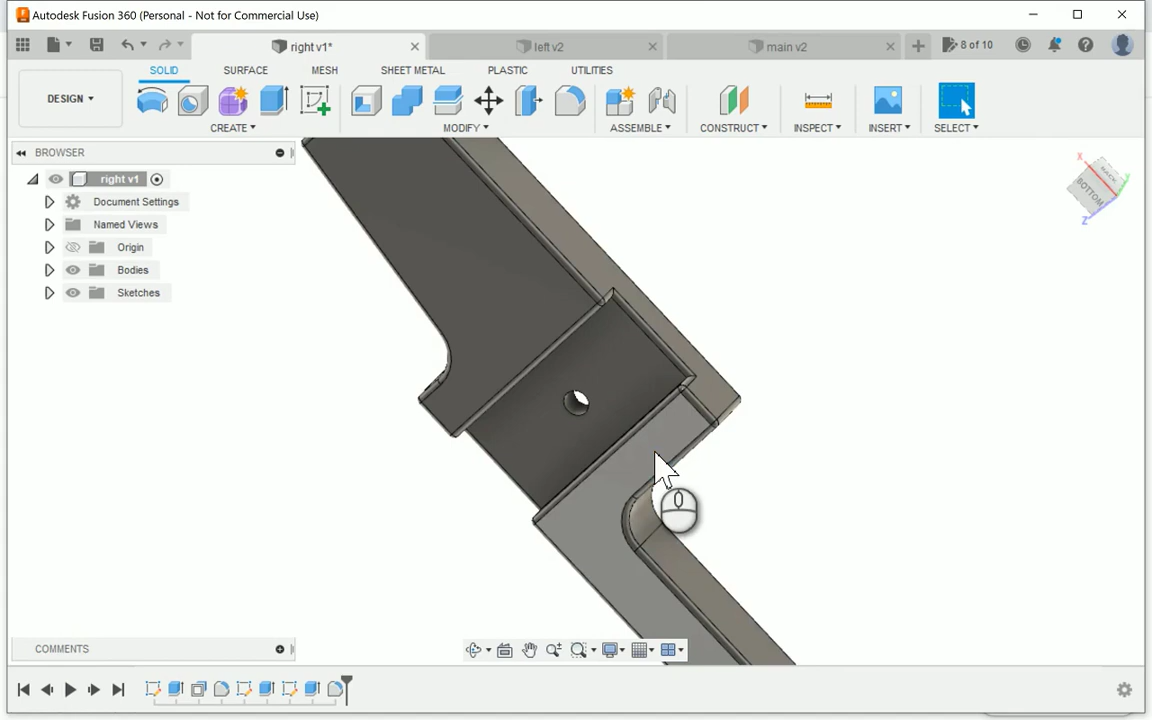 Autodesk Fusion 360 (Personal - Not for Commercial Use)
right v1*
left v2
main v2
8 of 10
DESIGN
SOLID
SURFACE
MESH
SHEET METAL
PLASTIC
UTILITIES
CREATE
MODIFY
ASSEMBLE
CONSTRUCT
INSPECT
INSERT
SELECT
BROWSER
right v1
Document Settings
Named Views
Origin
Bodies
Sketches
X
BACK
BOTTOM
Y
Z
COMMENTS